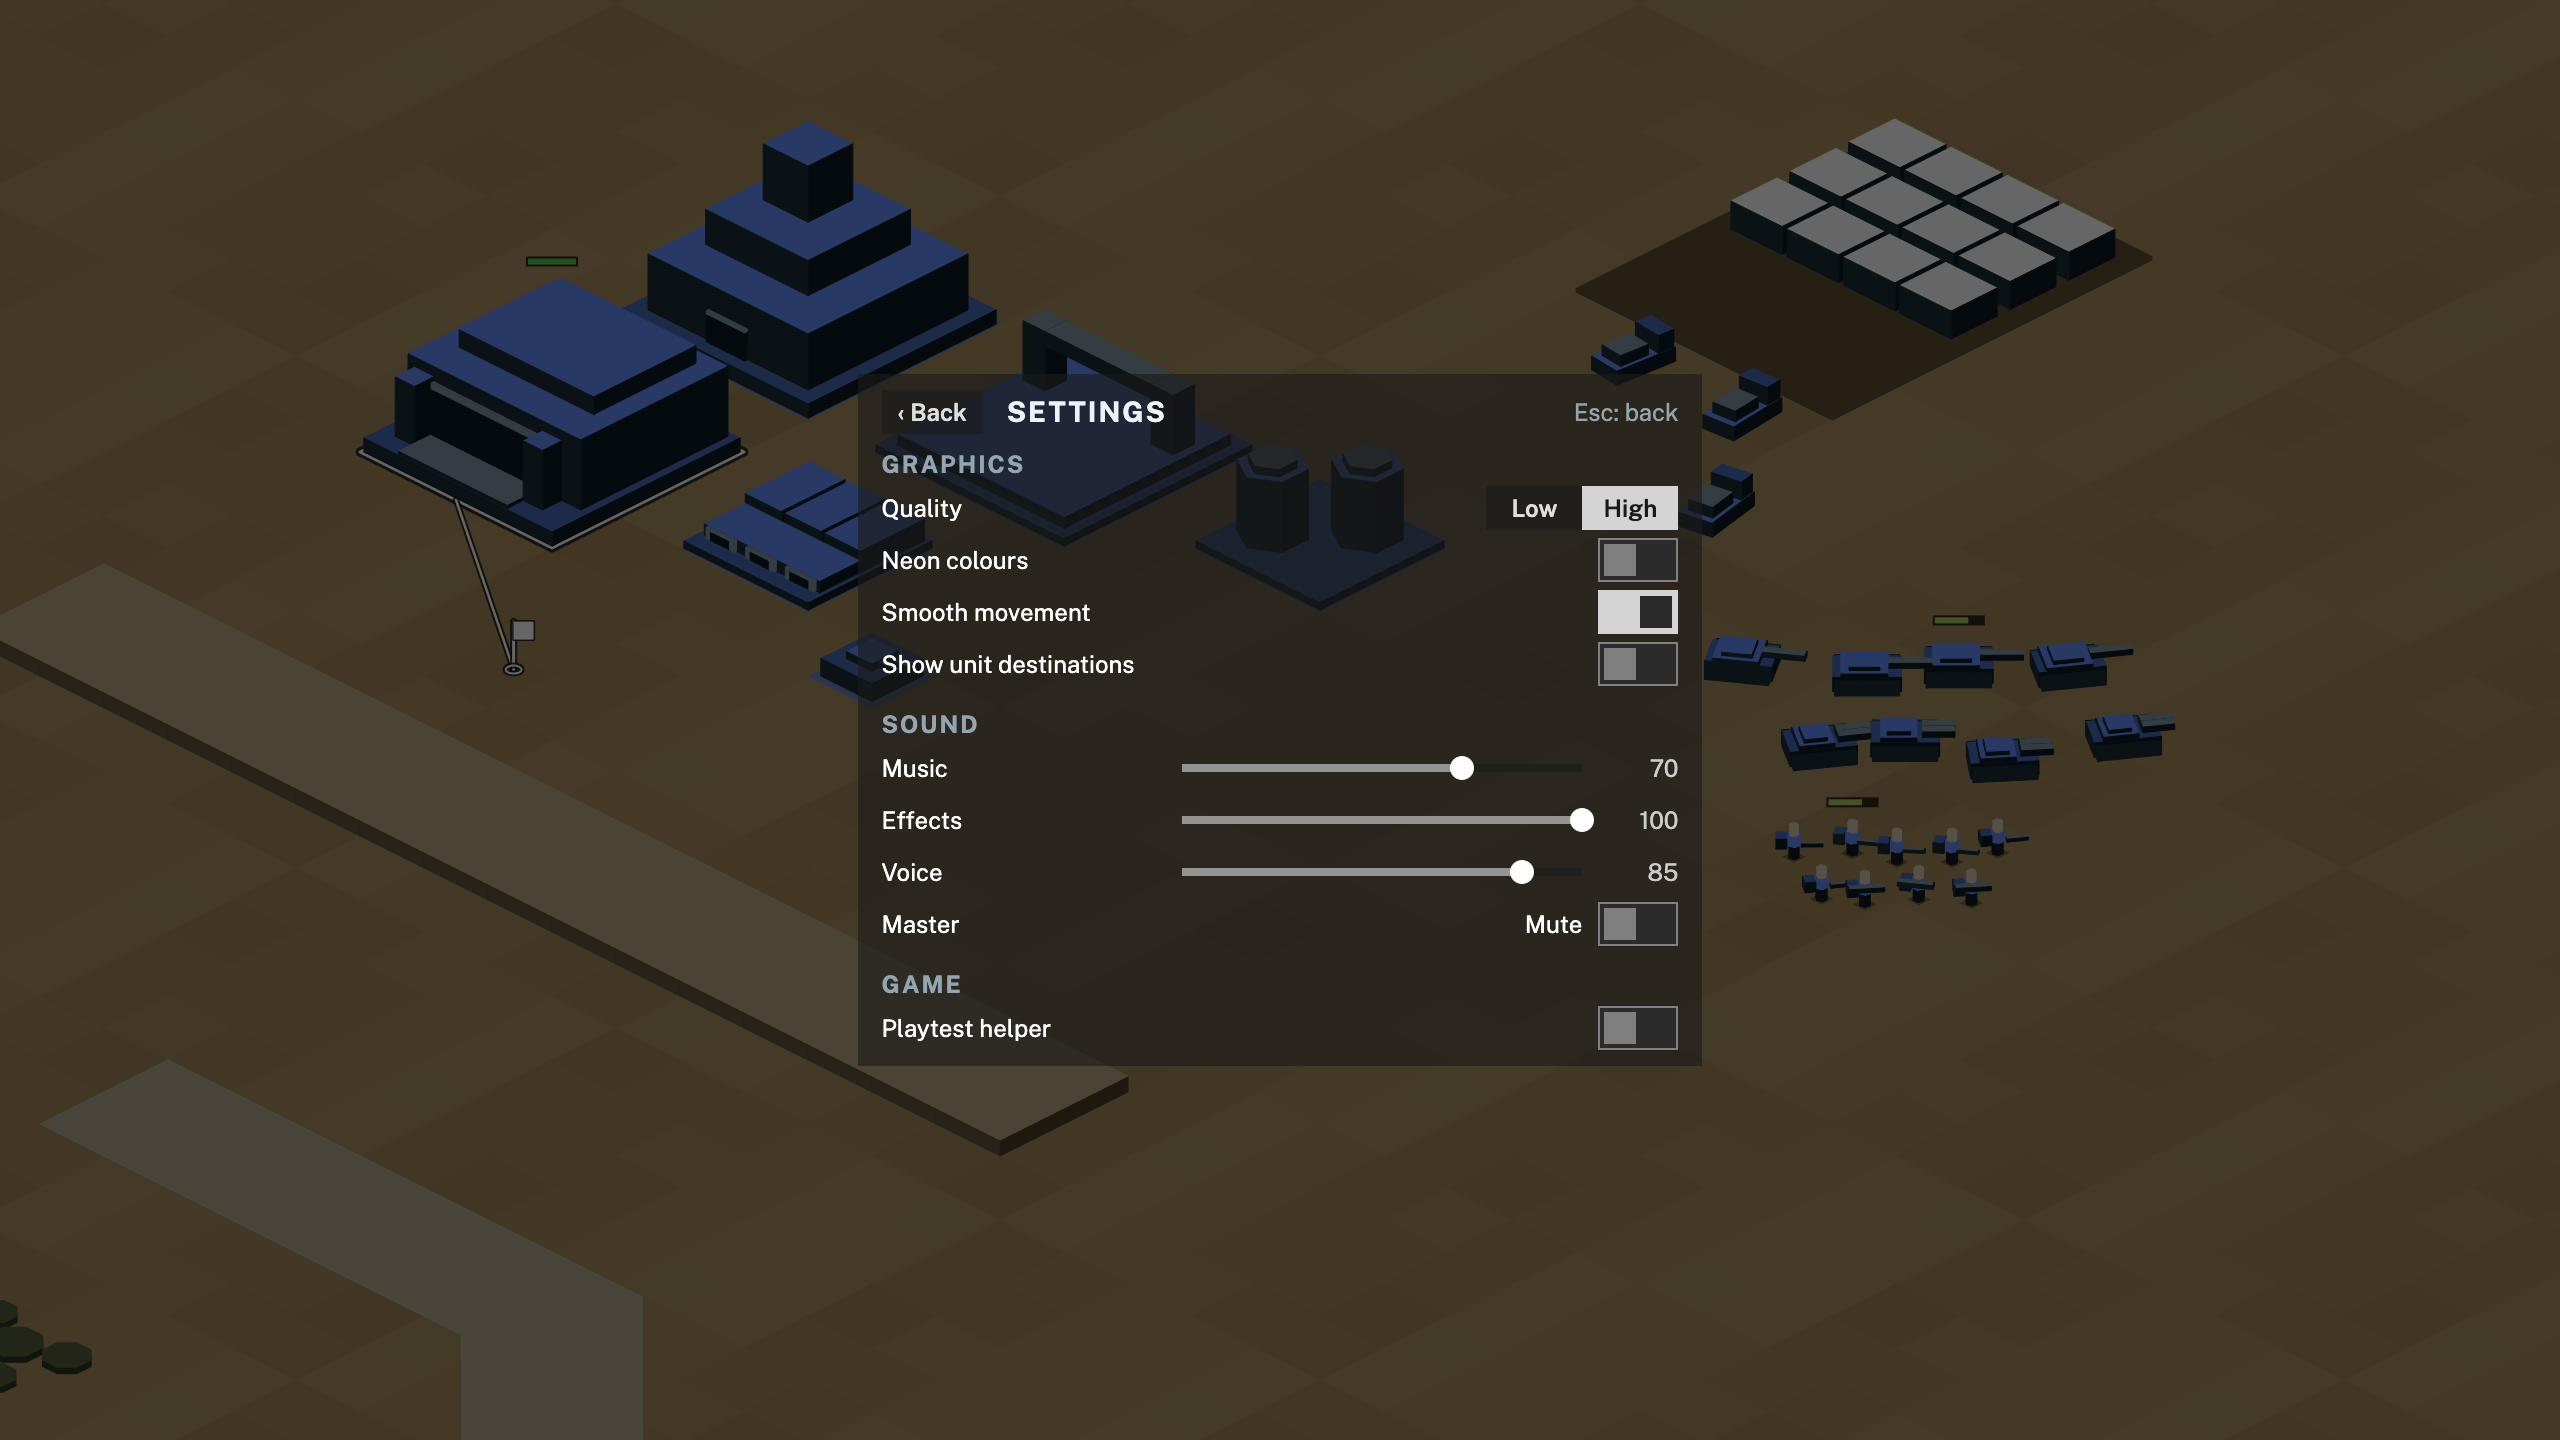 ‹ Back SETTINGS Esc: back
GRAPHICS
Quality Low High
Neon colours
Smooth movement
Show unit destinations
SOUND
Music 70
Effects 100
Voice 85
Master Mute
GAME
Playtest helper